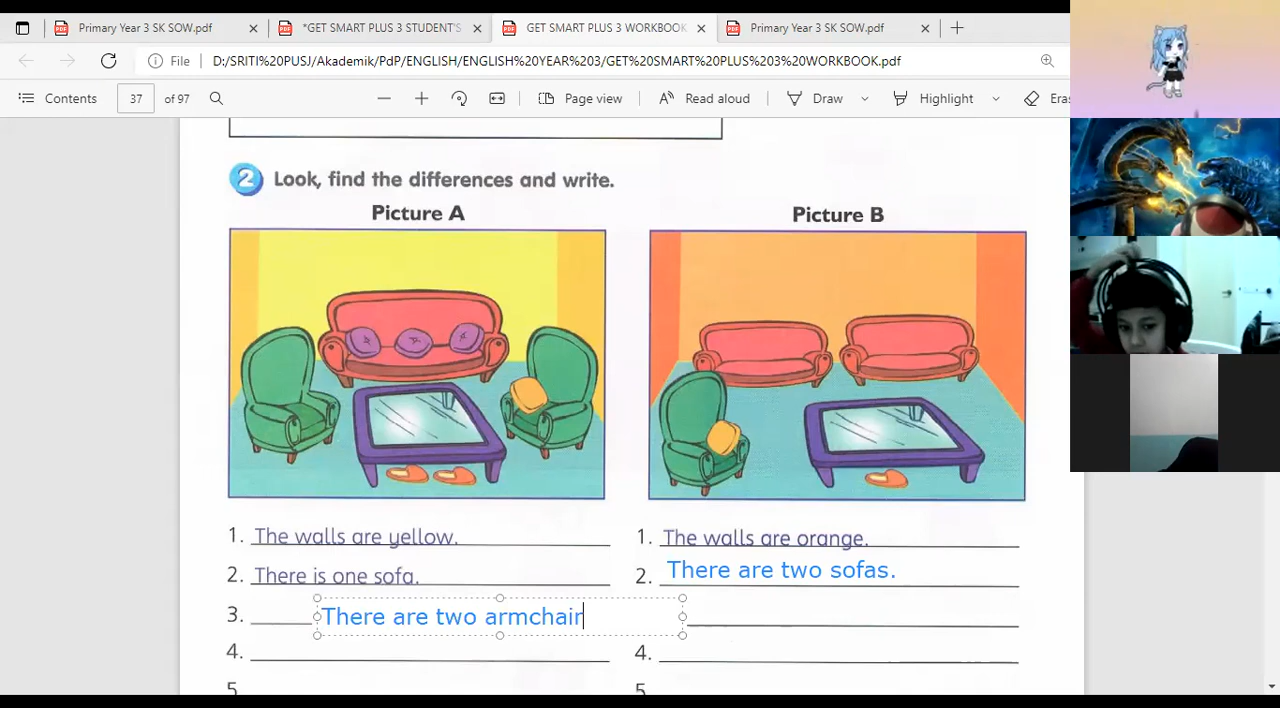 Primary Year 3 SK SOW.pdf
*GET SMART PLUS 3 STUDENT'S
GET SMART PLUS 3 WORKBOOK
Primary Year 3 SK SOW.pdf
File D:/SRITI%20PUSJ/Akademik/PdP/ENGLISH/ENGLISH%20YEAR%203/GET%20SMART%20PLUS%203%20WORKBOOK.pdf
Contents 37 of 97 Page view Read aloud Draw Highlight Eras
2 Look, find the differences and write.
Picture A
Picture B
1. The walls are yellow.
2. There is one sofa.
3. There are two armchair
4.
5
1. The walls are orange.
2. There are two sofas.
4.
5